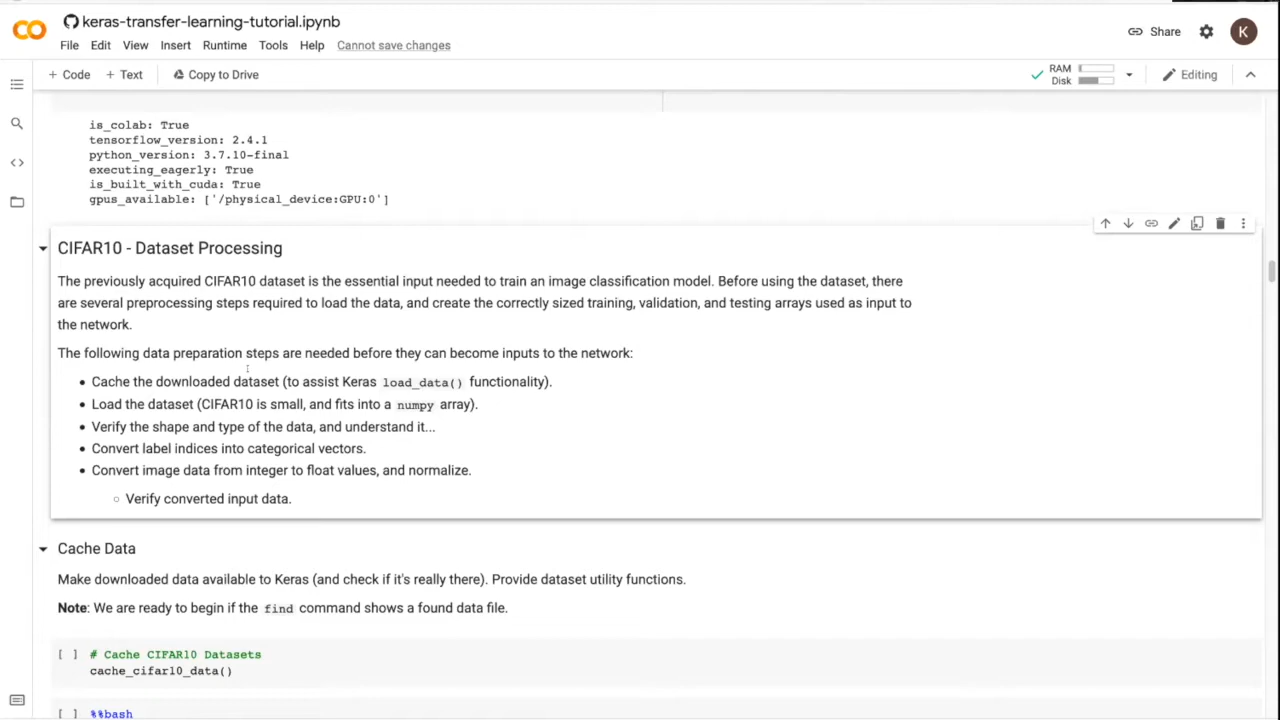 keras-transfer-learning-tutorial.ipynb
File Edit View Insert Runtime Tools Help Cannot save changes
Share
K
+ Code + Text Copy to Drive
RAM
Disk
Editing
is_colab: True
tensorflow_version: 2.4.1
python_version: 3.7.10-final
executing_eagerly: True
is_built_with_cuda: True
gpus_available: ['/physical_device:GPU:0']
CIFAR10 - Dataset Processing
The previously acquired CIFAR10 dataset is the essential input needed to train an image classification model. Before using the dataset, there
are several preprocessing steps required to load the data, and create the correctly sized training, validation, and testing arrays used as input to
the network.
The following data preparation steps are needed before they can become inputs to the network:
• Cache the downloaded dataset (to assist Keras load_data() functionality).
• Load the dataset (CIFAR10 is small, and fits into a numpy array).
• Verify the shape and type of the data, and understand it...
• Convert label indices into categorical vectors.
• Convert image data from integer to float values, and normalize.
◦ Verify converted input data.
Cache Data
Make downloaded data available to Keras (and check if it's really there). Provide dataset utility functions.
Note: We are ready to begin if the find command shows a found data file.
[ ] # Cache CIFAR10 Datasets
cache_cifar10_data()
[ ] %%bash